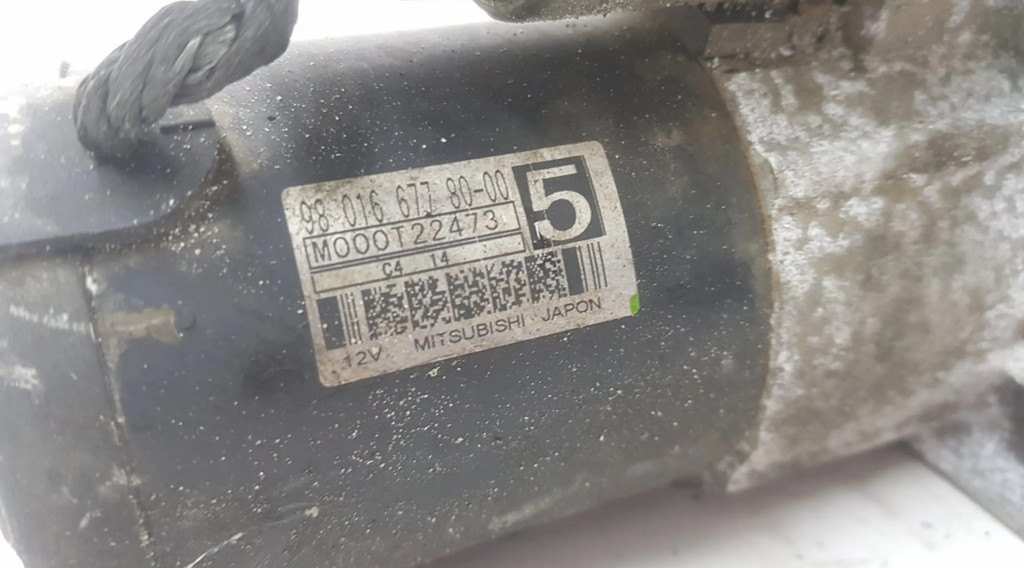 98 016 677 80-00
5
M000T22473
C4 14
12V MITSUBISHI JAPON